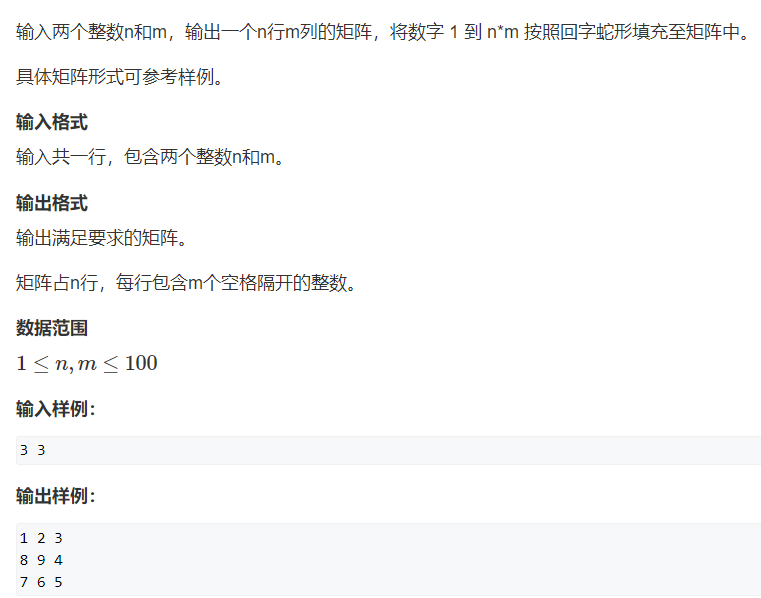 输入两个整数n和m，输出一个n行m列的矩阵，将数字 1 到 n*m 按照回字蛇形填充至矩阵中。
具体矩阵形式可参考样例。
输入格式
输入共一行，包含两个整数n和m。
输出格式
输出满足要求的矩阵。
矩阵占n行，每行包含m个空格隔开的整数。
数据范围
1 ≤ n, m ≤ 100
输入样例：
3 3
输出样例：
1 2 3
8 9 4
7 6 5